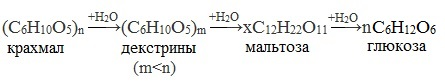 (C6H10O5)n +H2O → (C6H10O5)m +H2O → xC12H22O11 +H2O → nC6H12O6
крахмал декстрины мальтоза глюкоза
(m<n)